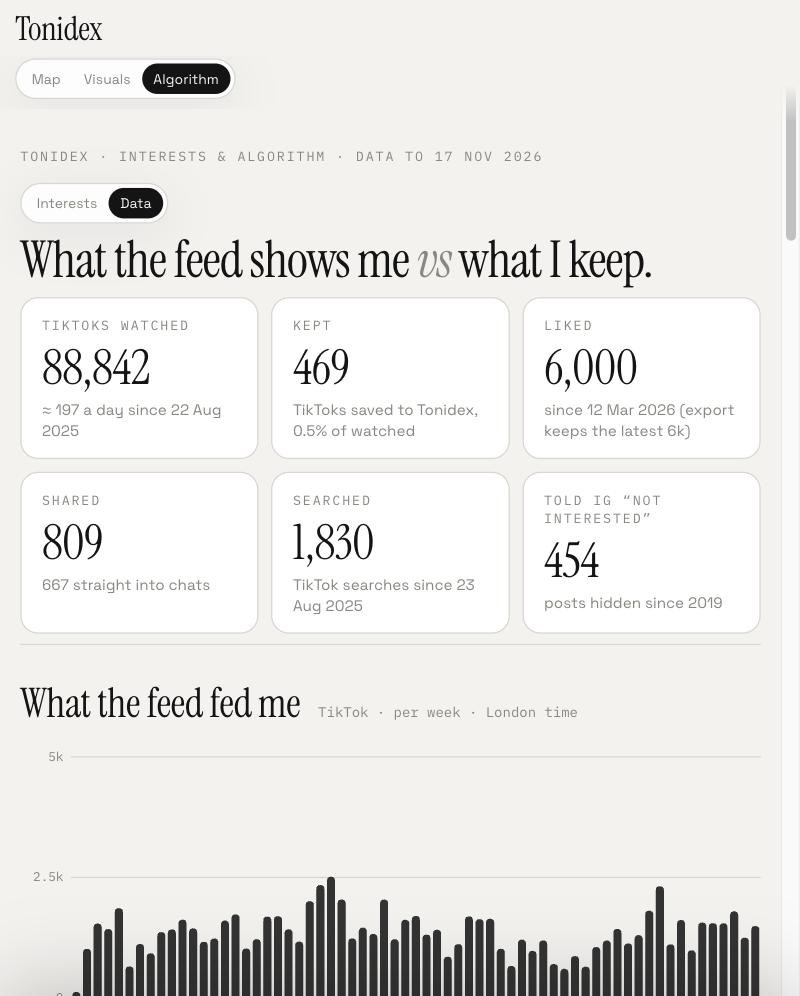 Tonidex
Map Visuals Algorithm
TONIDEX · INTERESTS & ALGORITHM · DATA TO 17 NOV 2026
Interests Data
What the feed shows me vs what I keep.
TIKTOKS WATCHED
88,842
≈ 197 a day since 22 Aug
2025
KEPT
469
TikToks saved to Tonidex,
0.5% of watched
LIKED
6,000
since 12 Mar 2026 (export
keeps the latest 6k)
SHARED
809
667 straight into chats
SEARCHED
1,830
TikTok searches since 23
Aug 2025
TOLD IG “NOT
INTERESTED”
454
posts hidden since 2019
What the feed fed me TikTok · per week · London time
5k
2.5k